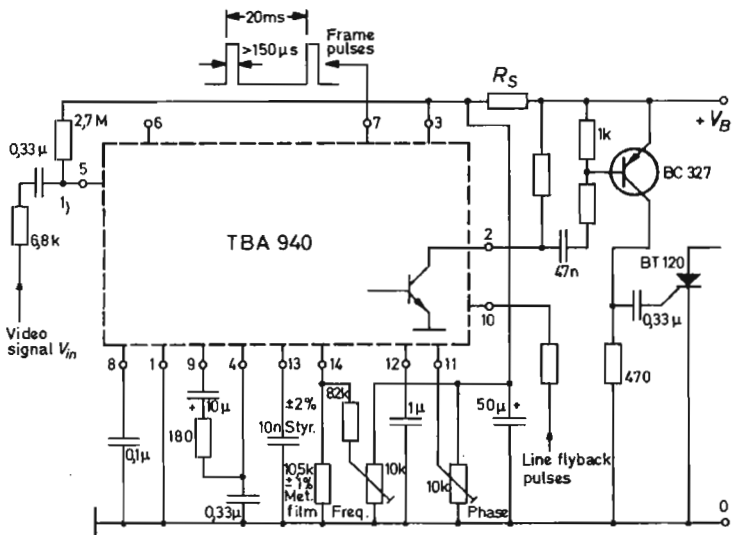 20ms
>150µs
Frame
pulses
R_S
+ V_B
2,7 M
6
7
3
1k
0,33µ
5
1)
BC 327
6,8k
TBA 940
2
47n
BT 120
10
0,33µ
Video
signal V_in
8
1
9
4
13
14
12
11
470
82k
+
10µ
±2%
10n Styr.
1µ
50µ +
180
0,1µ
10,5k
±1%
Met.
film
10k
Freq.
10k
Phase
Line flyback
pulses
0,33µ
0